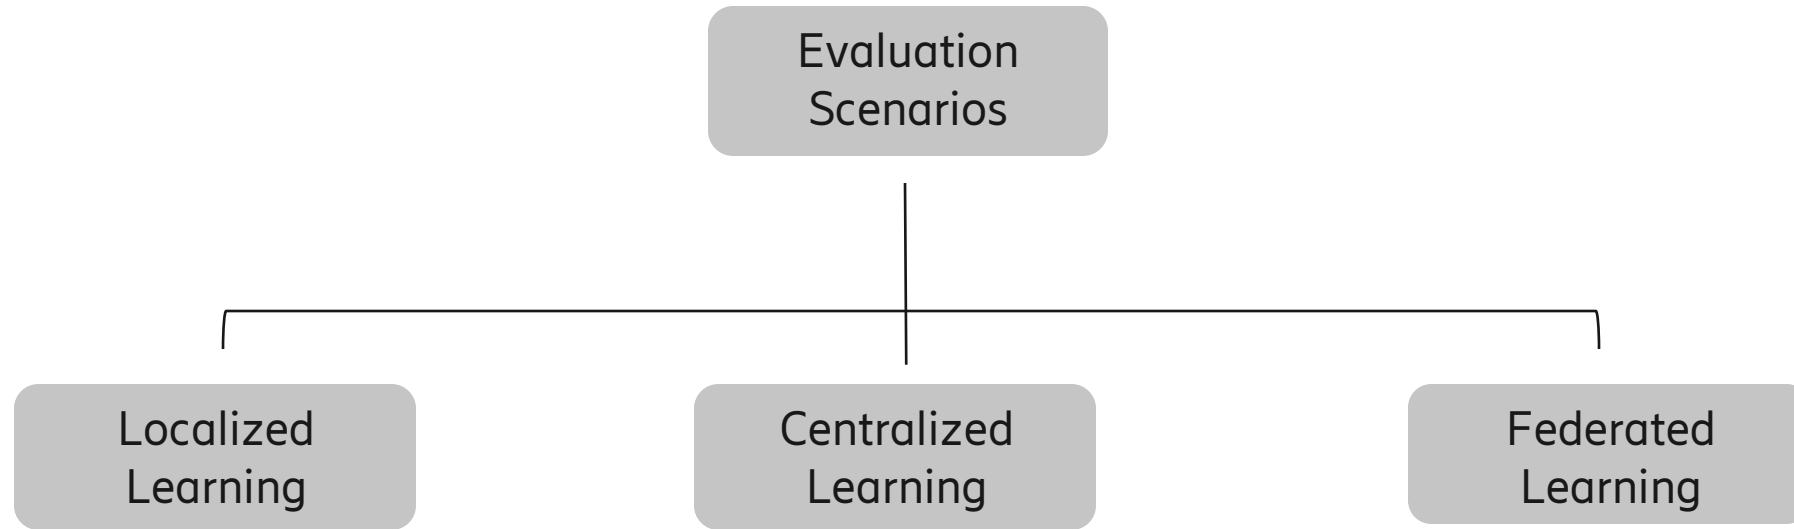 Evaluation
Scenarios
Localized
Learning
Centralized
Learning
Federated
Learning